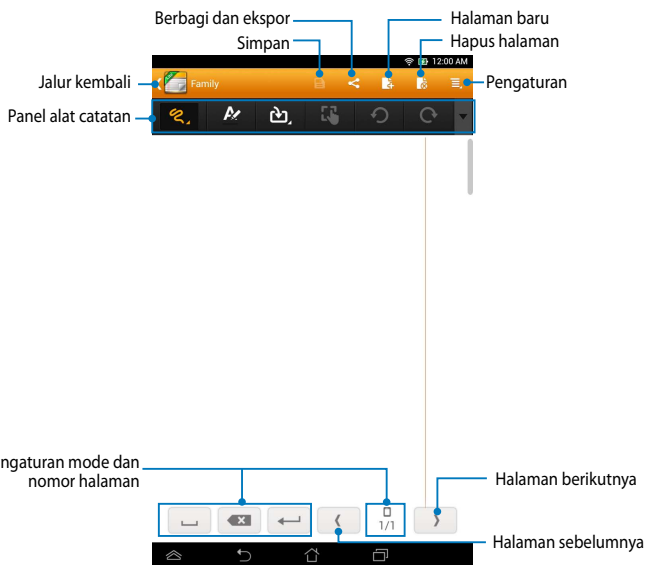 Berbagi dan ekspor
Halaman baru
Simpan
Hapus halaman
12:00 AM
Jalur kembali
Family
Pengaturan
Panel alat catatan
ngaturan mode dan
nomor halaman
Halaman berikutnya
1/1
Halaman sebelumnya